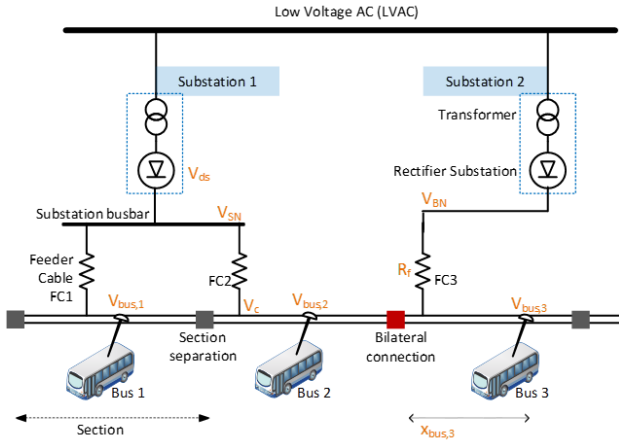 Low Voltage AC (LVAC)
Substation 1
Substation 2
Transformer
Rectifier Substation
V_ds
Substation busbar
V_SN
V_BN
Feeder
Cable
FC1
FC2
R_f
FC3
V_bus,1
V_c
V_bus,2
V_bus,3
Section
separation
Bilateral
connection
Bus 1
Bus 2
Bus 3
Section
x_bus,3